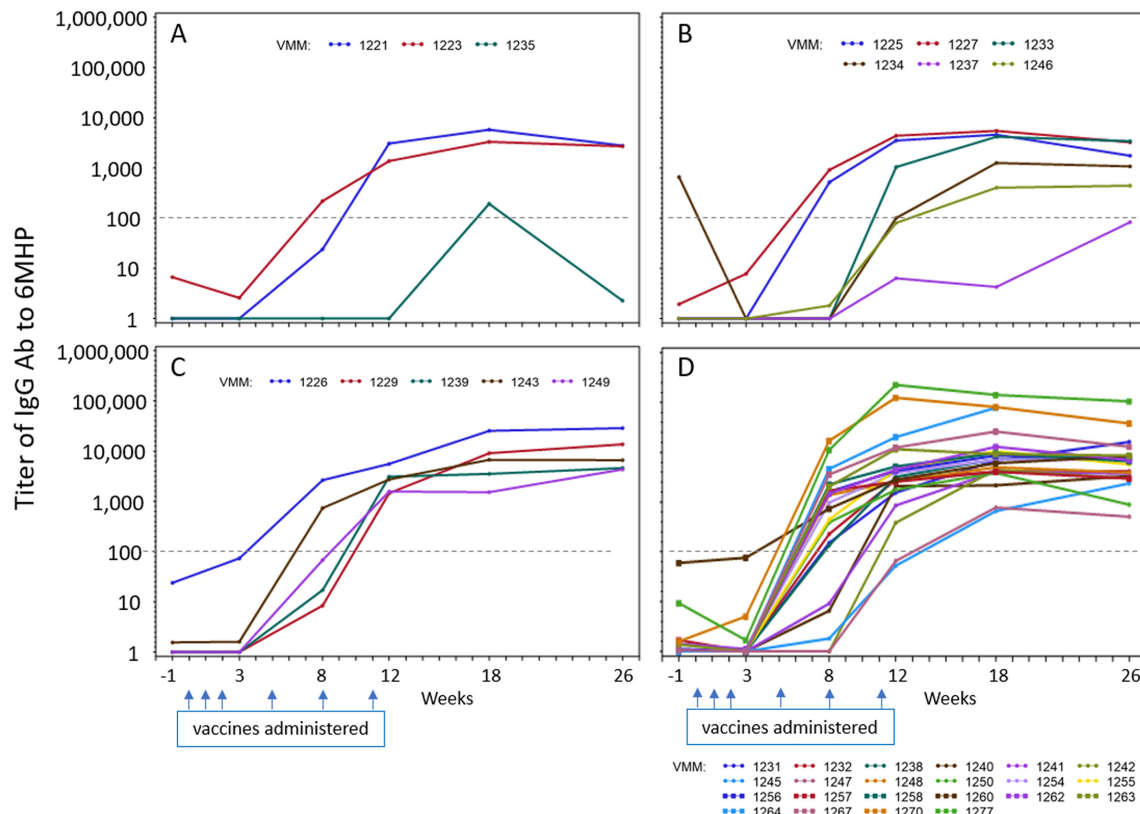 Titer of IgG Ab to 6MHP
1,000,000
100,000
10,000
1,000
100
10
1
A
VMM: 1221 1223 1235
B
VMM: 1225 1227 1233
1234 1237 1246
1,000,000
100,000
10,000
1,000
100
10
1
C
VMM: 1226 1229 1239 1243 1249
D
-1 3 8 12 18 26
Weeks
vaccines administered
-1 3 8 12 18 26
Weeks
vaccines administered
VMM: 1231 1232 1238 1240 1241 1242
1245 1247 1248 1250 1254 1255
1256 1257 1258 1260 1262 1263
1264 1267 1270 1277